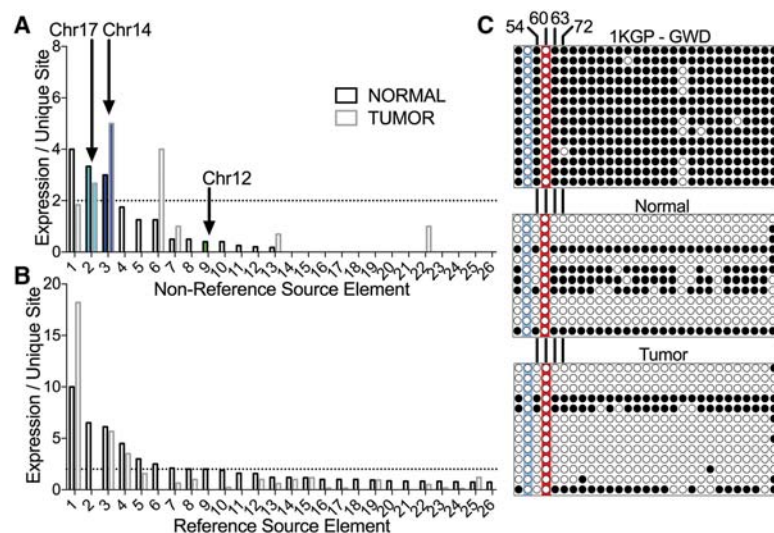 A
Chr17 Chr14
8
6
4
2
0
Expression / Unique Site
NORMAL
TUMOR
Chr12
1 2 3 4 5 6 7 8 9 10 11 12 13 14 15 16 17 18 19 20 21 22 23 24 25 26
Non-Reference Source Element
B
20
15
10
5
0
Expression / Unique Site
1 2 3 4 5 6 7 8 9 10 11 12 13 14 15 16 17 18 19 20 21 22 23 24 25 26
Reference Source Element
C
54 60 63 72
1KGP - GWD
Normal
Tumor